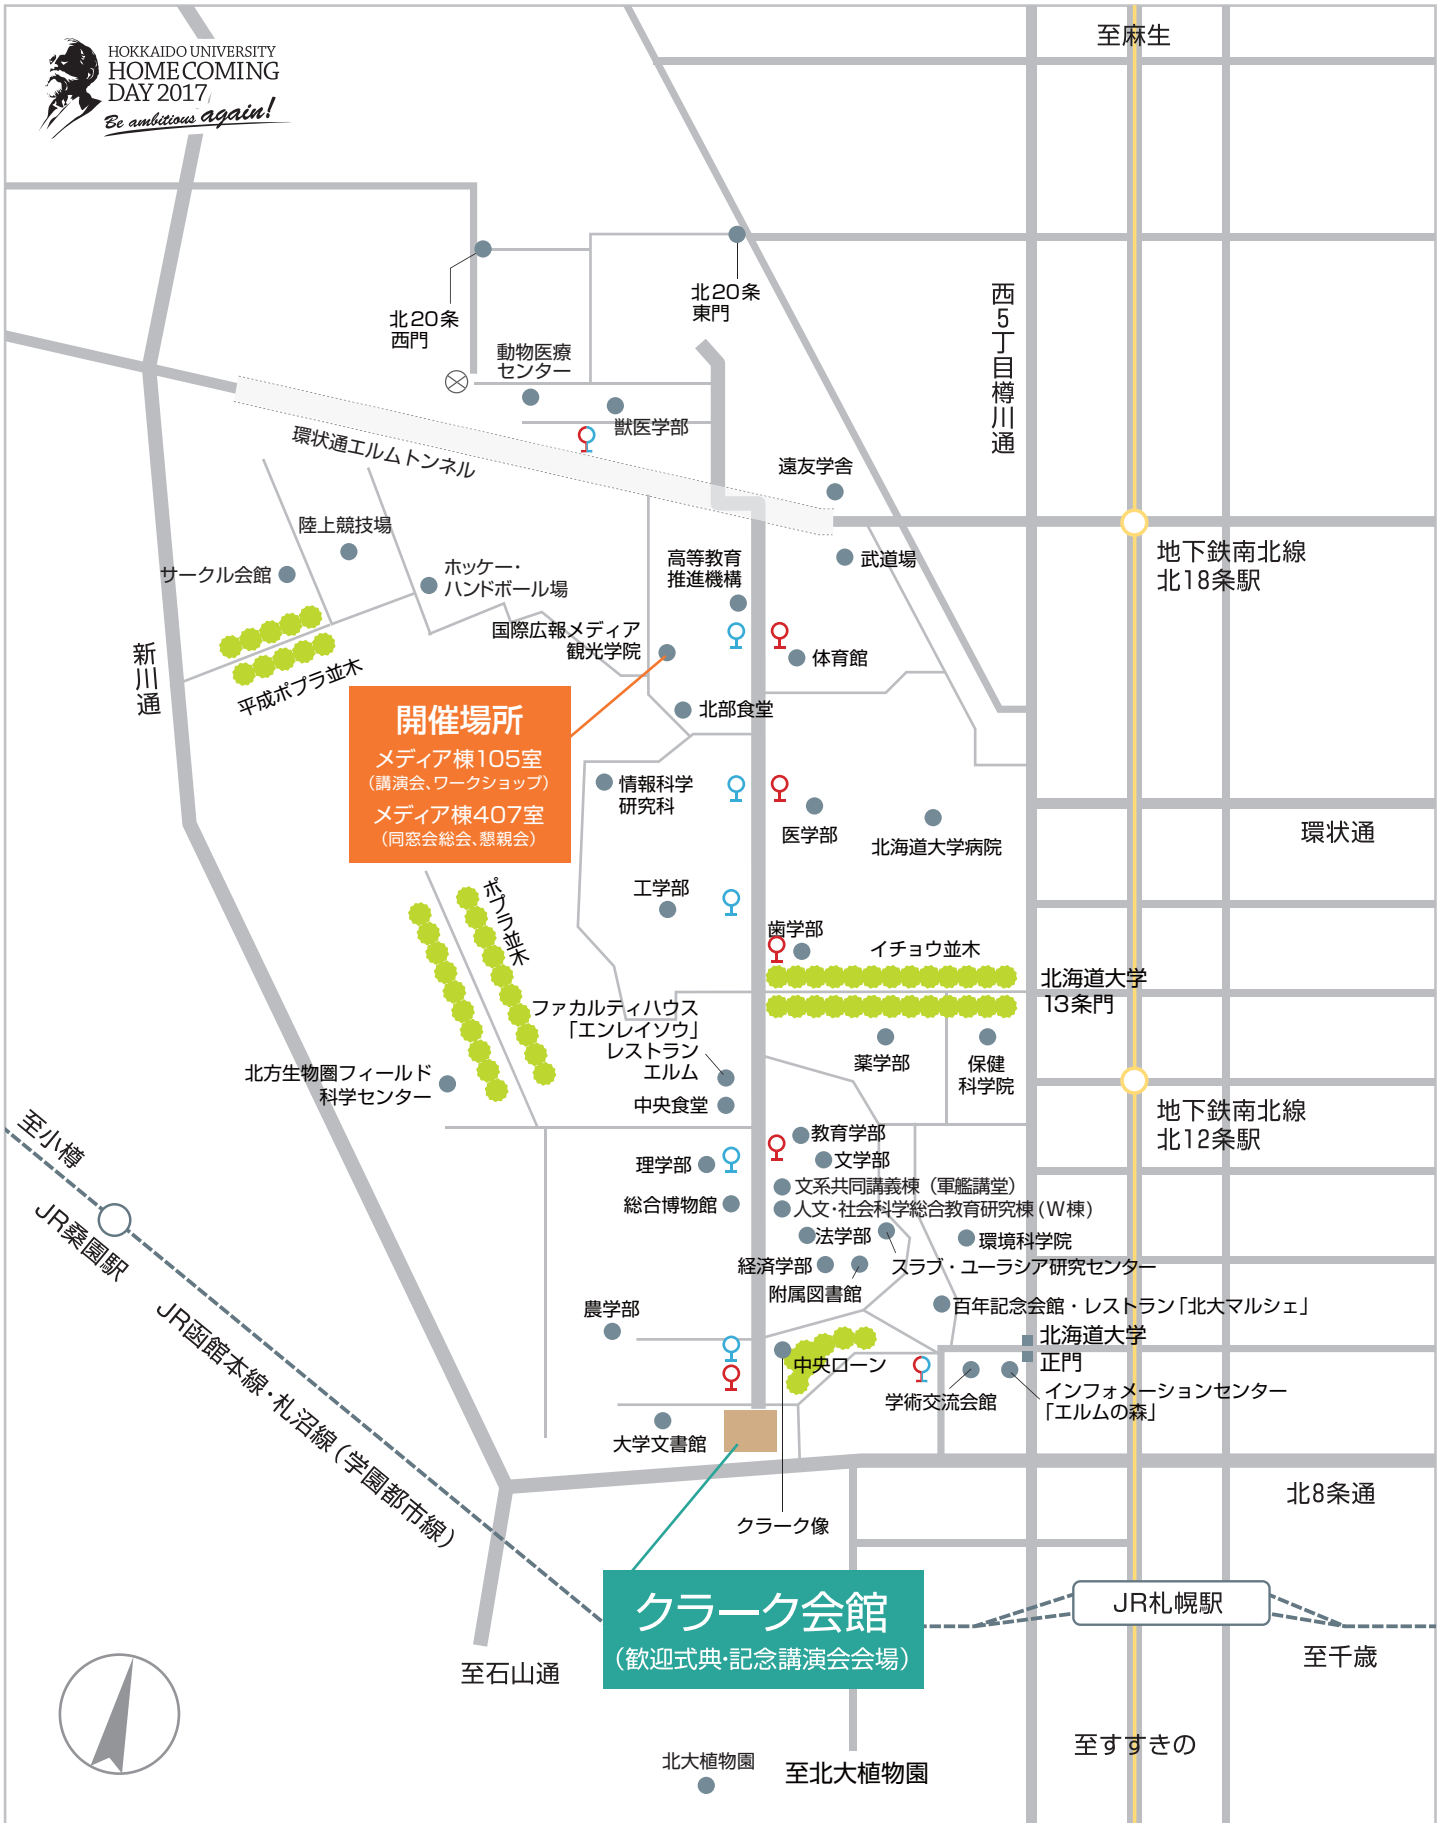 至麻生
HOKKAIDO UNIVERSITY
HOMECOMING
DAY 2017
Be ambitious again!
北20条
西門
北20条
東門
西5丁目樽川通
動物医療
センター
獣医学部
環状通エルムトンネル
遠友学舎
陸上競技場
サークル会館
ホッケー・
ハンドボール場
高等教育
推進機構
武道場
地下鉄南北線
北18条駅
国際広報メディア
観光学院
体育館
新川通
平成ポプラ並木
北部食堂
開催場所
メディア棟105室
（講演会、ワークショップ）
メディア棟407室
（同窓会総会、懇親会）
情報科学
研究科
医学部
北海道大学病院
環状通
工学部
ポプラ並木
歯学部
イチョウ並木
北海道大学
13条門
ファカルティハウス
「エンレイソウ」
レストラン
エルム
薬学部
保健
科学院
北方生物圏フィールド
科学センター
中央食堂
地下鉄南北線
北12条駅
至小樽
教育学部
文学部
理学部
文系共同講義棟（軍艦講堂）
総合博物館
人文・社会科学総合教育研究棟(W棟)
法学部
環境科学院
JR桑園駅
経済学部
スラブ・ユーラシア研究センター
附属図書館
農学部
百年記念会館・レストラン「北大マルシェ」
JR函館本線・札沼線（学園都市線）
北海道大学
正門
中央ローン
学術交流会館
インフォメーションセンター
「エルムの森」
大学文書館
北8条通
クラーク像
クラーク会館
（歓迎式典・記念講演会会場）
JR札幌駅
至石山通
至千歳
至すすきの
北大植物園
至北大植物園